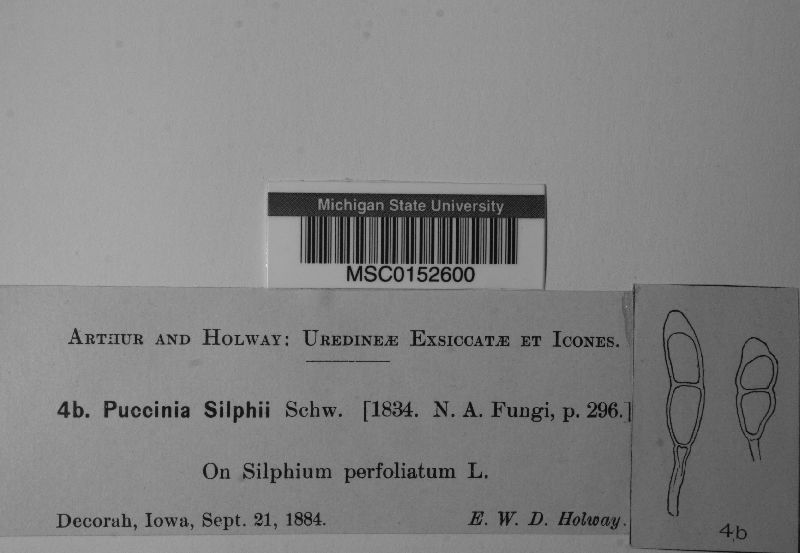 Michigan State University
MSC0152600
ARTHUR AND HOLWAY: UREDINEÆ EXSICCATÆ ET ICONES.
4b. Puccinia Silphii Schw. [1834. N. A. Fungi, p. 296.]
On Silphium perfoliatum L.
Decorah, Iowa, Sept. 21, 1884. E. W. D. Holway.
4b